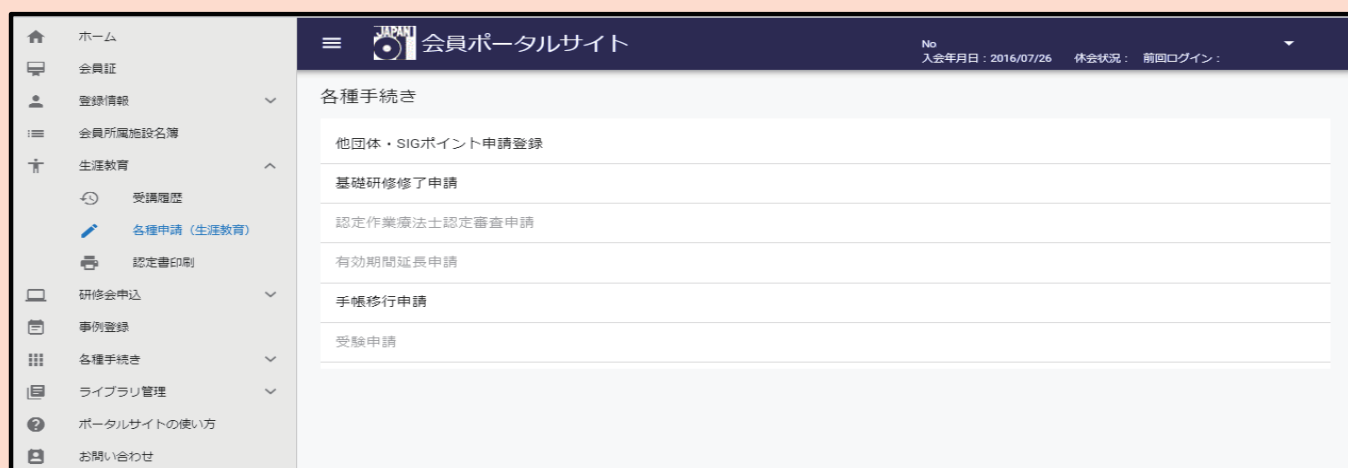 ホーム
会員証
登録情報
会員所属施設名簿
生涯教育
受講履歴
各種申請（生涯教育）
認定書印刷
研修会申込
事例登録
各種手続き
ライブラリ管理
ポータルサイトの使い方
お問い合わせ
JAPAN
会員ポータルサイト
No
入会年月日：2016/07/26 休会状況： 前回ログイン：
各種手続き
他団体・SIGポイント申請登録
基礎研修修了申請
認定作業療法士認定審査申請
有効期間延長申請
手帳移行申請
受験申請